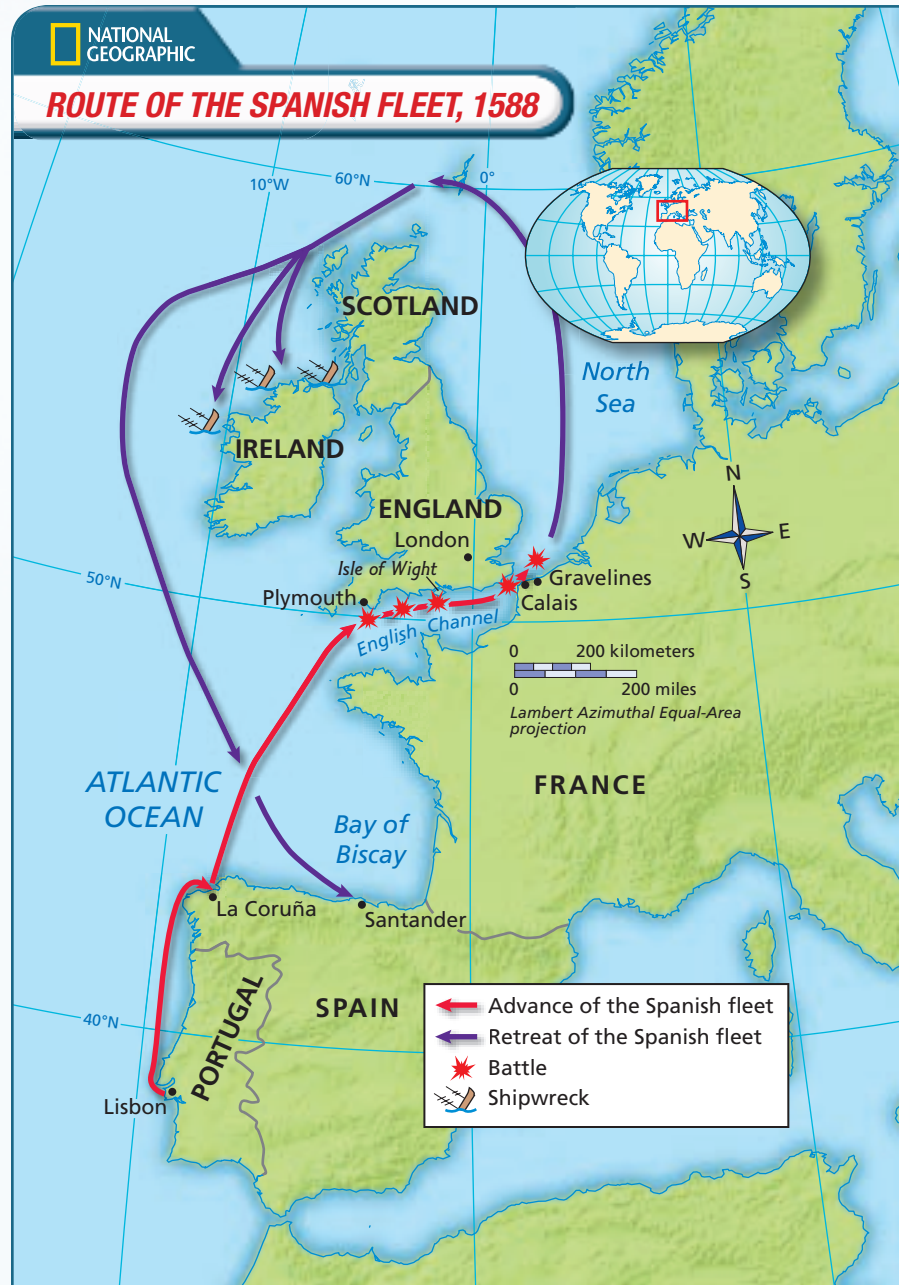 NATIONAL
GEOGRAPHIC
ROUTE OF THE SPANISH FLEET, 1588
10°W
60°N
0°
SCOTLAND
North
Sea
IRELAND
ENGLAND
London
Isle of Wight
50°N
Plymouth
Gravelines
Calais
English Channel
N
W
E
S
0 200 kilometers
0 200 miles
Lambert Azimuthal Equal-Area
projection
ATLANTIC
OCEAN
FRANCE
Bay of
Biscay
La Coruña
Santander
40°N
PORTUGAL
SPAIN
Lisbon
Advance of the Spanish fleet
Retreat of the Spanish fleet
Battle
Shipwreck